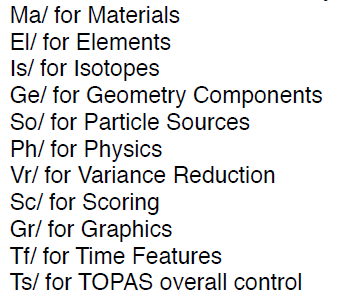 Ma/ for Materials
El/ for Elements
Is/ for Isotopes
Ge/ for Geometry Components
So/ for Particle Sources
Ph/ for Physics
Vr/ for Variance Reduction
Sc/ for Scoring
Gr/ for Graphics
Tf/ for Time Features
Ts/ for TOPAS overall control